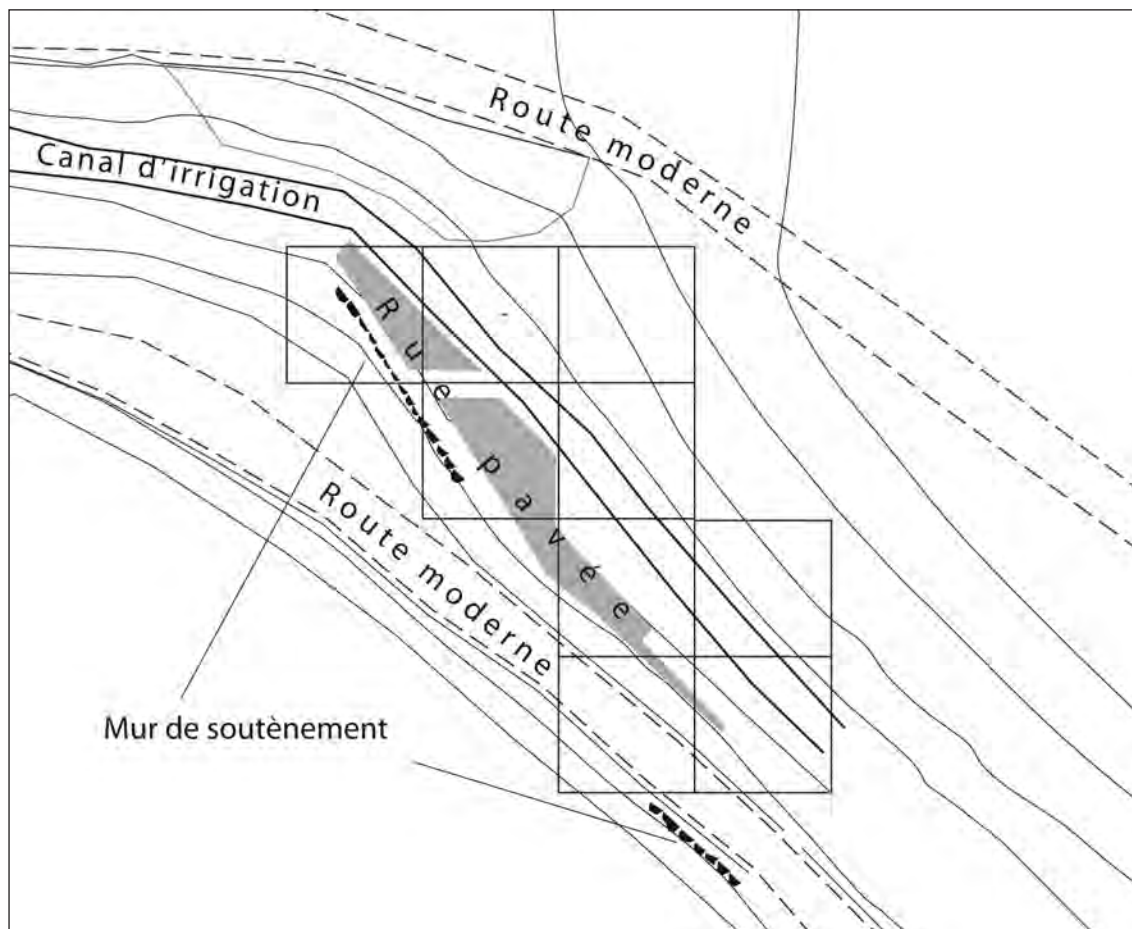 Route moderne
Canal d'irrigation
Rue pavée
Route moderne
Mur de soutènement